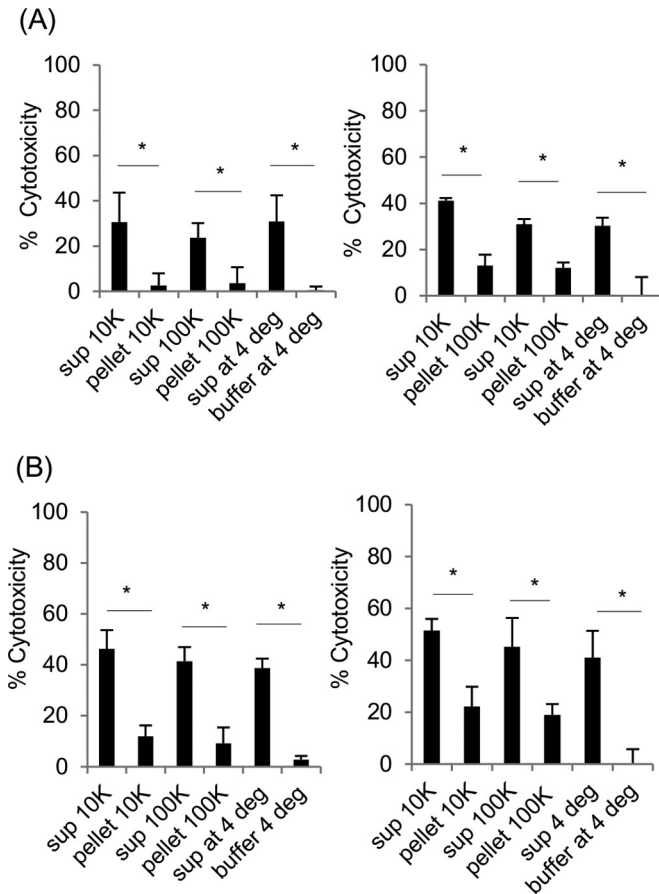 (A)
% Cytotoxicity
100
80
60
40
20
0
*
*
*
sup 10K
pellet 10K
sup 100K
pellet 100K
sup at 4 deg
buffer at 4 deg
% Cytotoxicity
100
80
60
40
20
0
*
*
*
sup 10K
pellet 100K
sup 10K
pellet 100K
sup at 4 deg
buffer at 4 deg
(B)
% Cytotoxicity
100
80
60
40
20
0
*
*
*
sup 10K
pellet 10K
sup 100K
pellet 100K
sup at 4 deg
buffer 4 deg
% Cytotoxicity
100
80
60
40
20
0
*
*
*
sup 10K
pellet 10K
sup 100K
pellet 100K
sup 4 deg
buffer at 4 deg